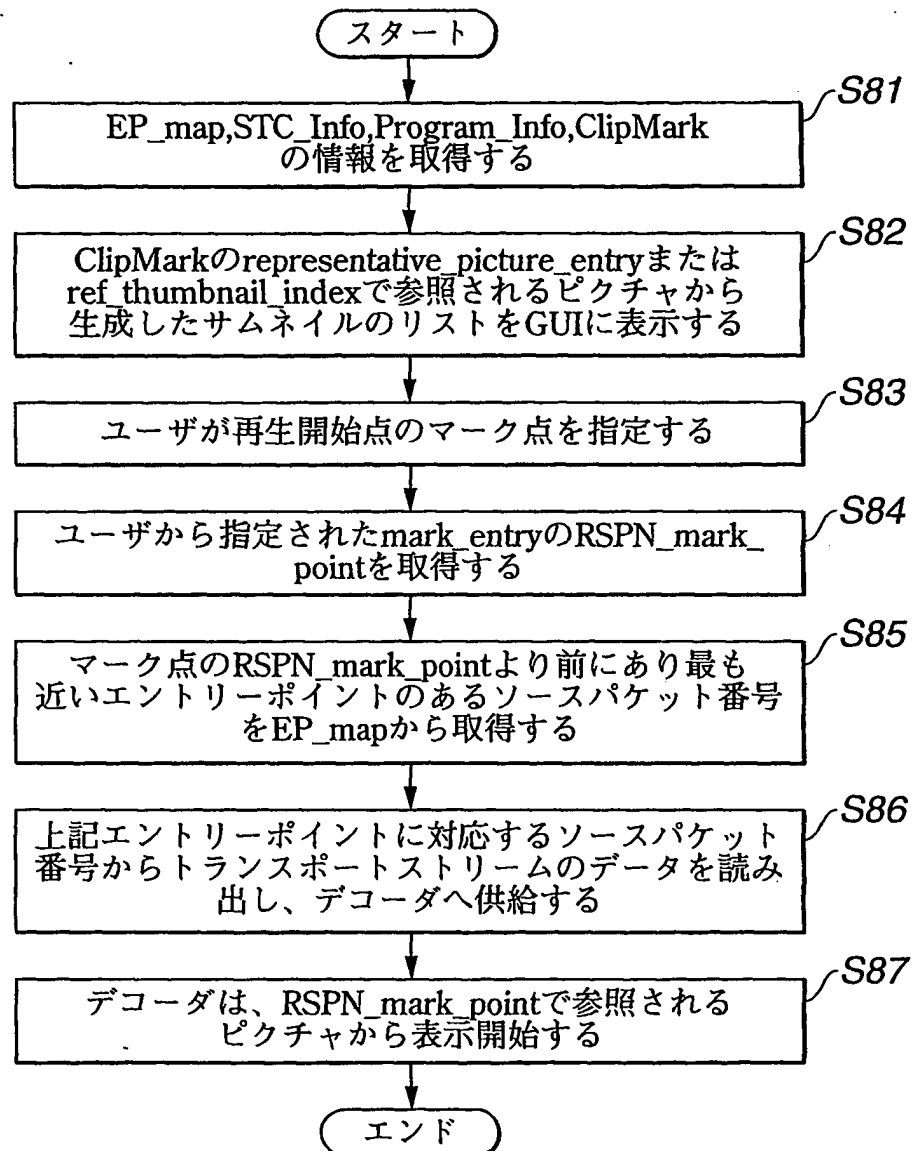 スタート
S81
EP_map,STC_Info,Program_Info,ClipMark
の情報を取得する
S82
ClipMarkのrepresentative_picture_entryまたは
ref_thumbnail_indexで参照されるピクチャから
生成したサムネイルのリストをGUIに表示する
S83
ユーザが再生開始点のマーク点を指定する
S84
ユーザから指定されたmark_entryのRSPN_mark_
pointを取得する
S85
マーク点のRSPN_mark_pointより前にあり最も
近いエントリーポイントのあるソースパケット番号
をEP_mapから取得する
S86
上記エントリーポイントに対応するソースパケット
番号からトランスポートストリームのデータを読み
出し、デコーダへ供給する
S87
デコーダは、RSPN_mark_pointで参照される
ピクチャから表示開始する
エンド